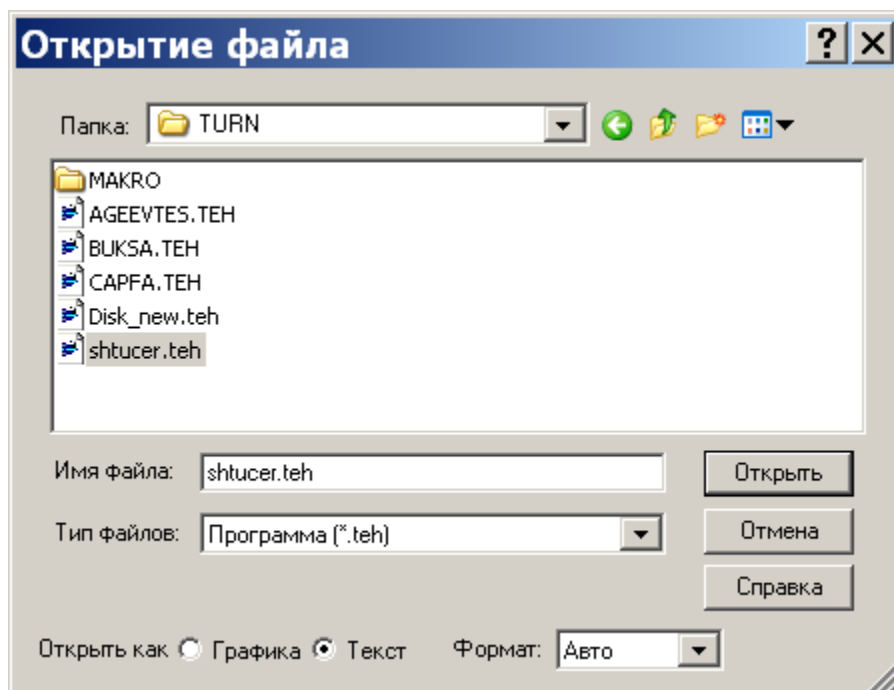 Открытие файла
Папка: TURN
MAKRO
AGEEVTES.TEH
BUKSA.TEH
CAPFA.TEH
Disk_new.teh
shtucer.teh
Имя файла: shtucer.teh Открыть
Тип файлов: Программа (*.teh) Отмена
Справка
Открыть как Графика Текст Формат: Авто